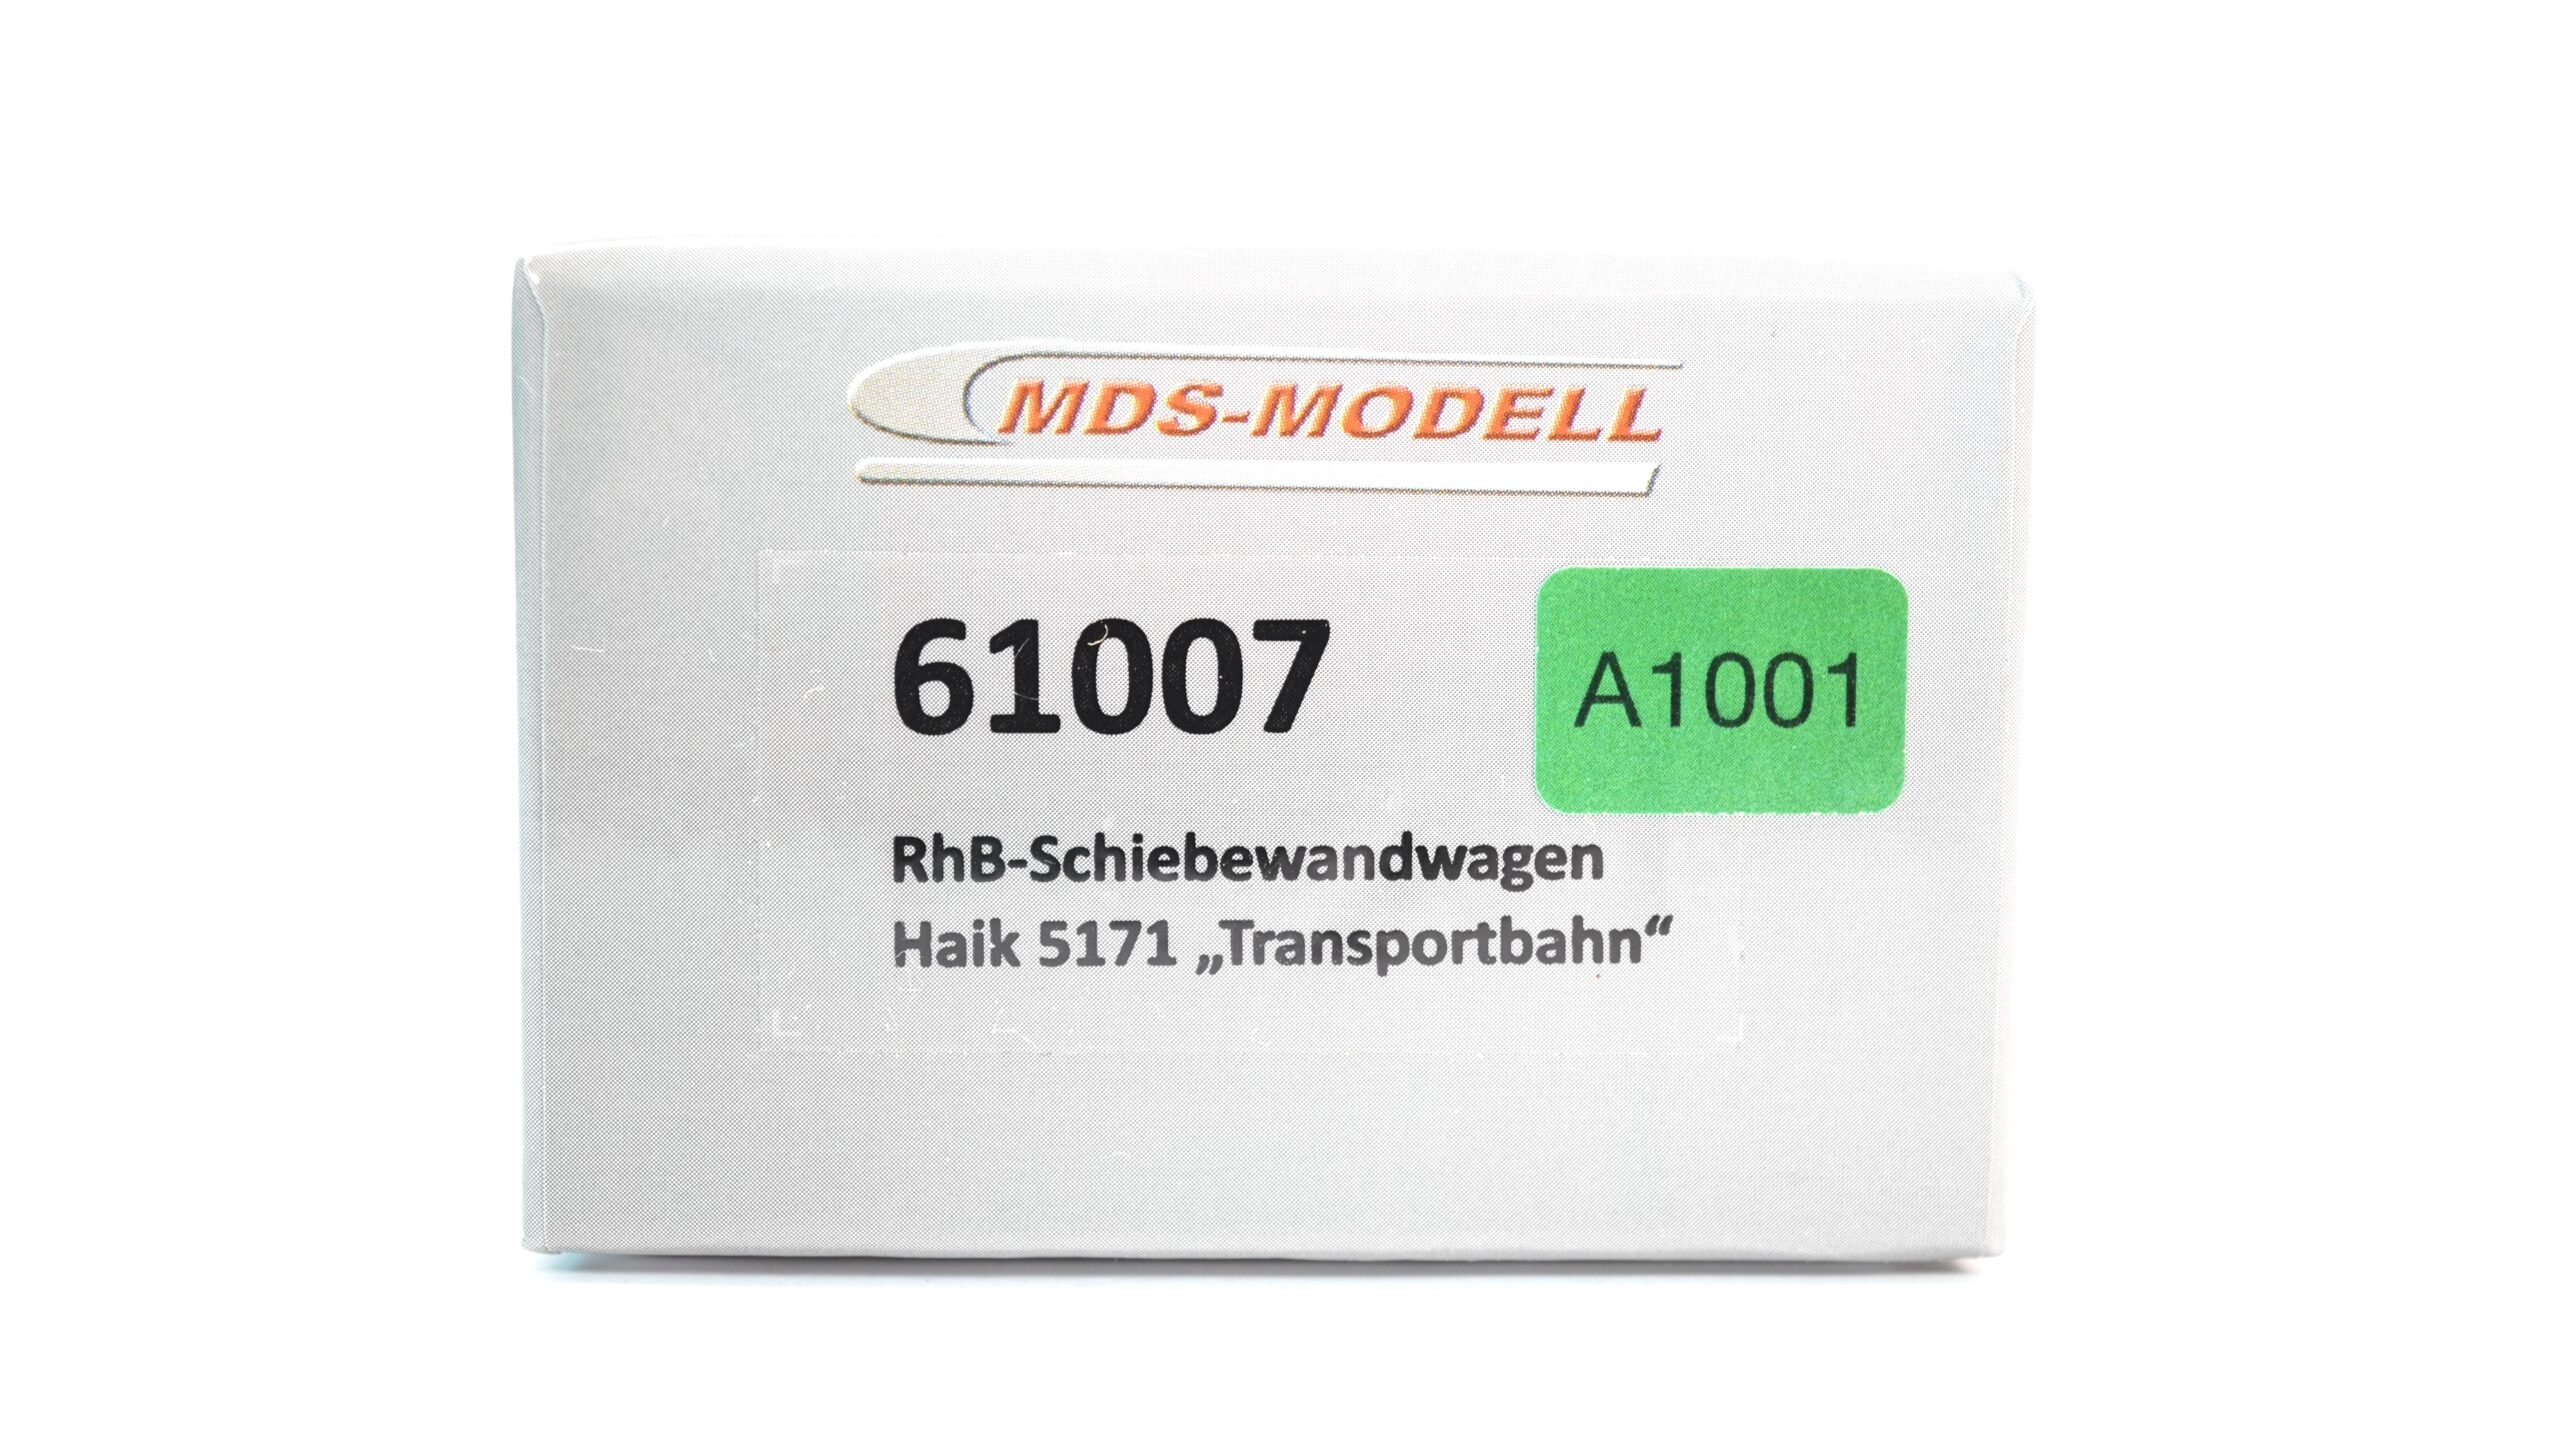 MDS-MODELL
61007
A1001
RhB-Schiebewandwagen
Haik 5171 „Transportbahn“